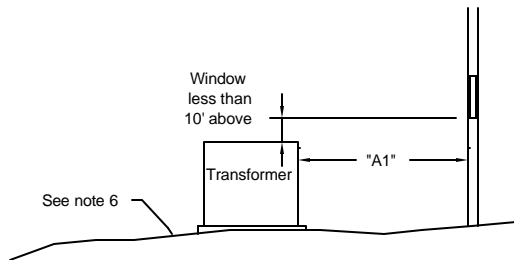 Window
less than
10' above
"A1"
Transformer
See note 6